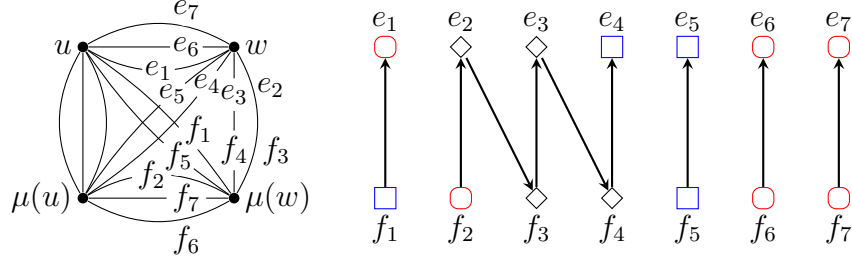 e₇
u e₆ w
e₁
e₅ e₄ e₃ e₂
f₁
f₂ f₅ f₄ f₃
μ(u) f₇ μ(w)
f₆
e₁ e₂ e₃ e₄ e₅ e₆ e₇
f₁ f₂ f₃ f₄ f₅ f₆ f₇